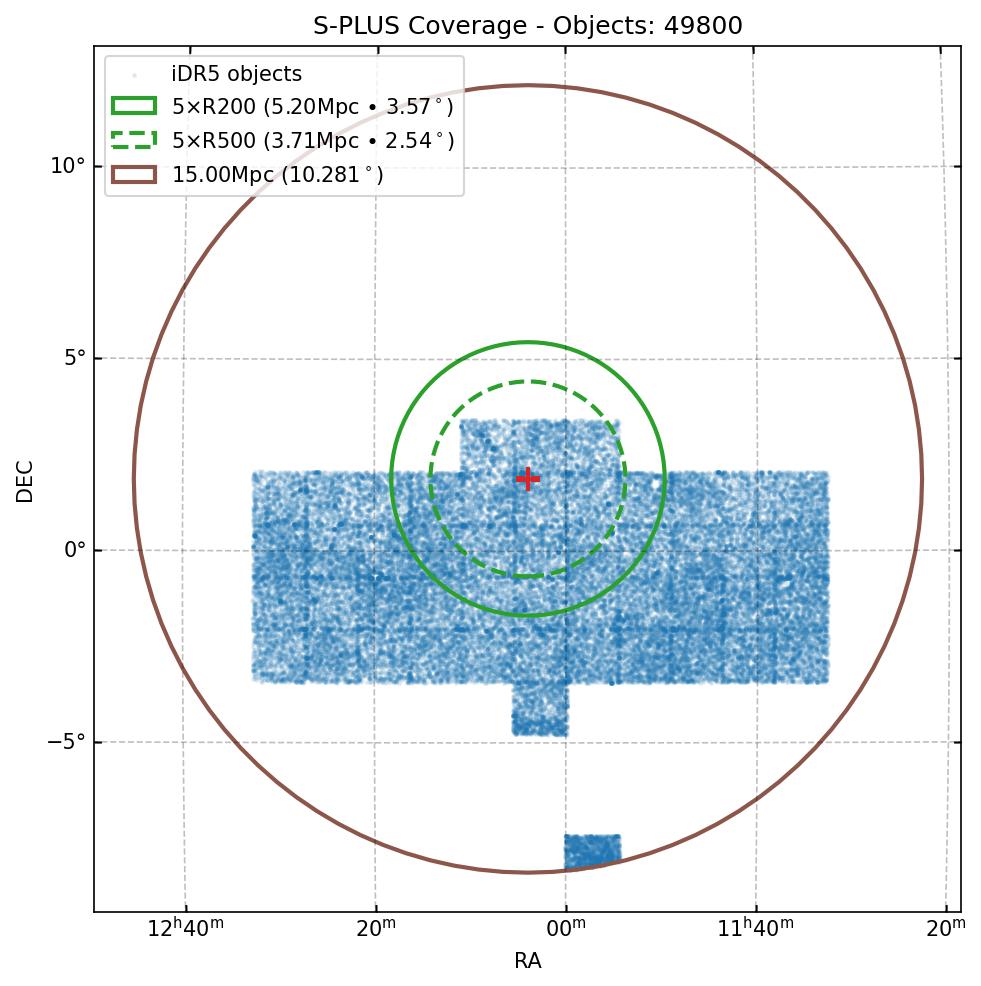 S-PLUS Coverage - Objects: 49800
iDR5 objects
5×R200 (5.20Mpc • 3.57°)
5×R500 (3.71Mpc • 2.54°)
15.00Mpc (10.281°)
10°
5°
0°
−5°
DEC
12h40m 20m 00m 11h40m 20m
RA